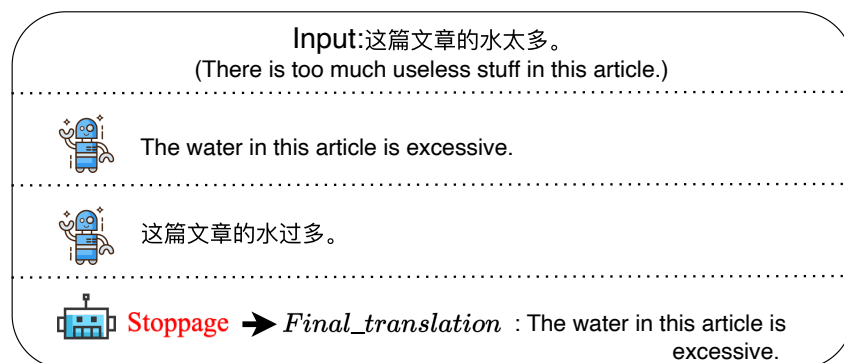 Input:这篇文章的水太多。
(There is too much useless stuff in this article.)
The water in this article is excessive.
这篇文章的水过多。
Stoppage → Final_translation : The water in this article is
excessive.